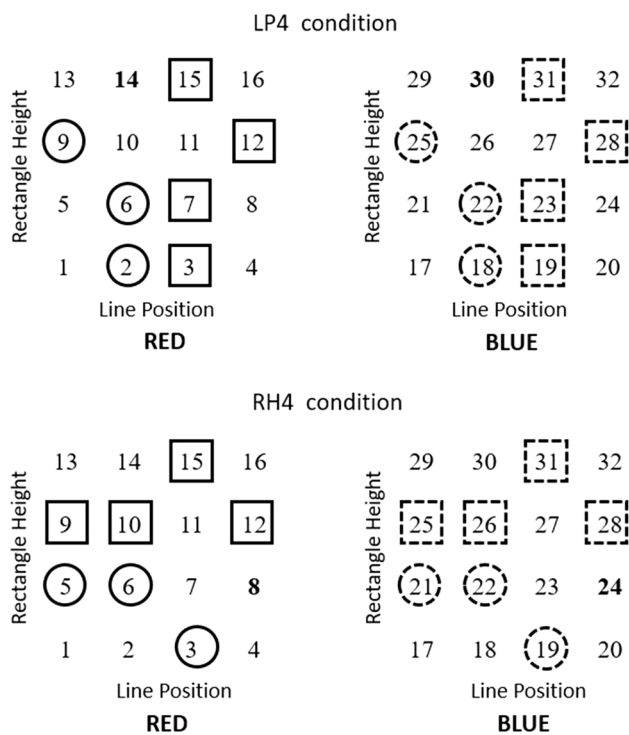 LP4 condition
Rectangle Height
13 14 15 16
9 10 11 12
5 6 7 8
1 2 3 4
Line Position
RED
Rectangle Height
29 30 31 32
25 26 27 28
21 22 23 24
17 18 19 20
Line Position
BLUE
RH4 condition
Rectangle Height
13 14 15 16
9 10 11 12
5 6 7 8
1 2 3 4
Line Position
RED
Rectangle Height
29 30 31 32
25 26 27 28
21 22 23 24
17 18 19 20
Line Position
BLUE